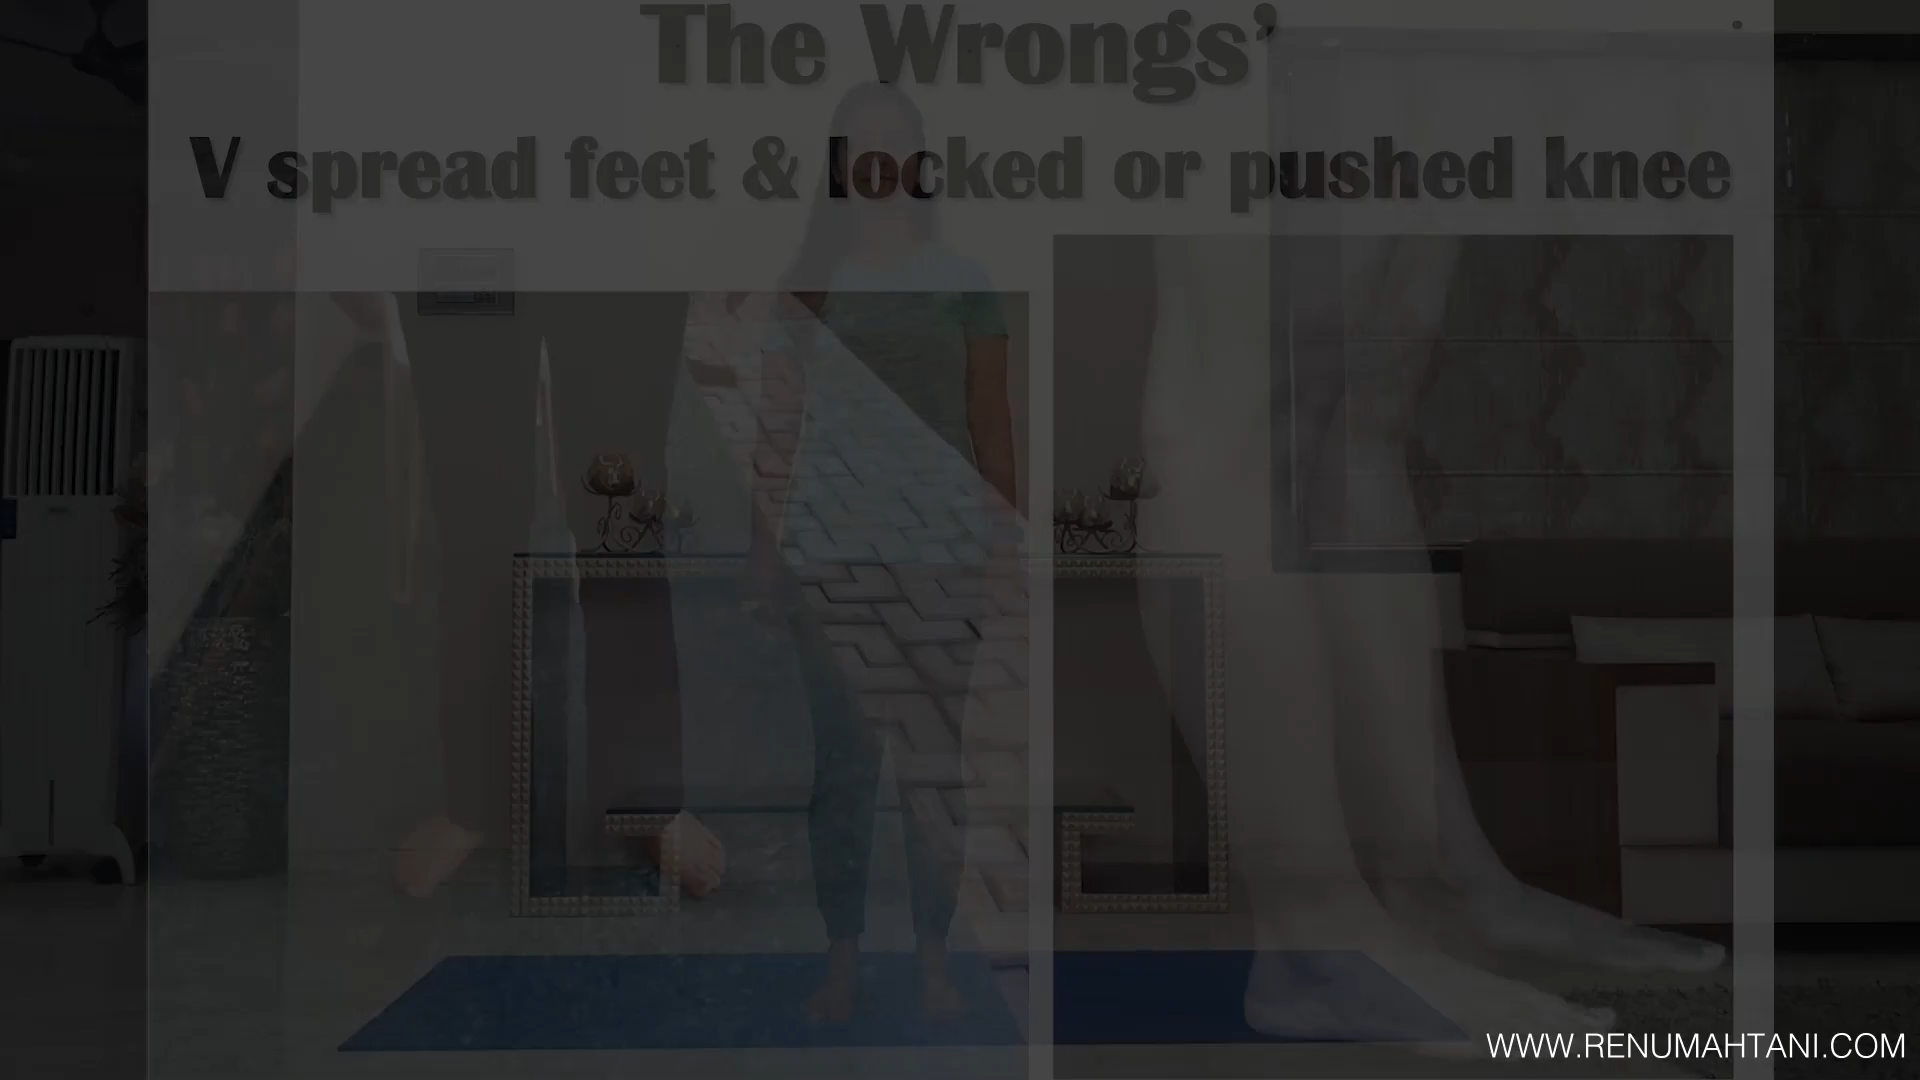 The Wrongs’
V spread feet & locked or pushed knee
WWW.RENUMAHTANI.COM